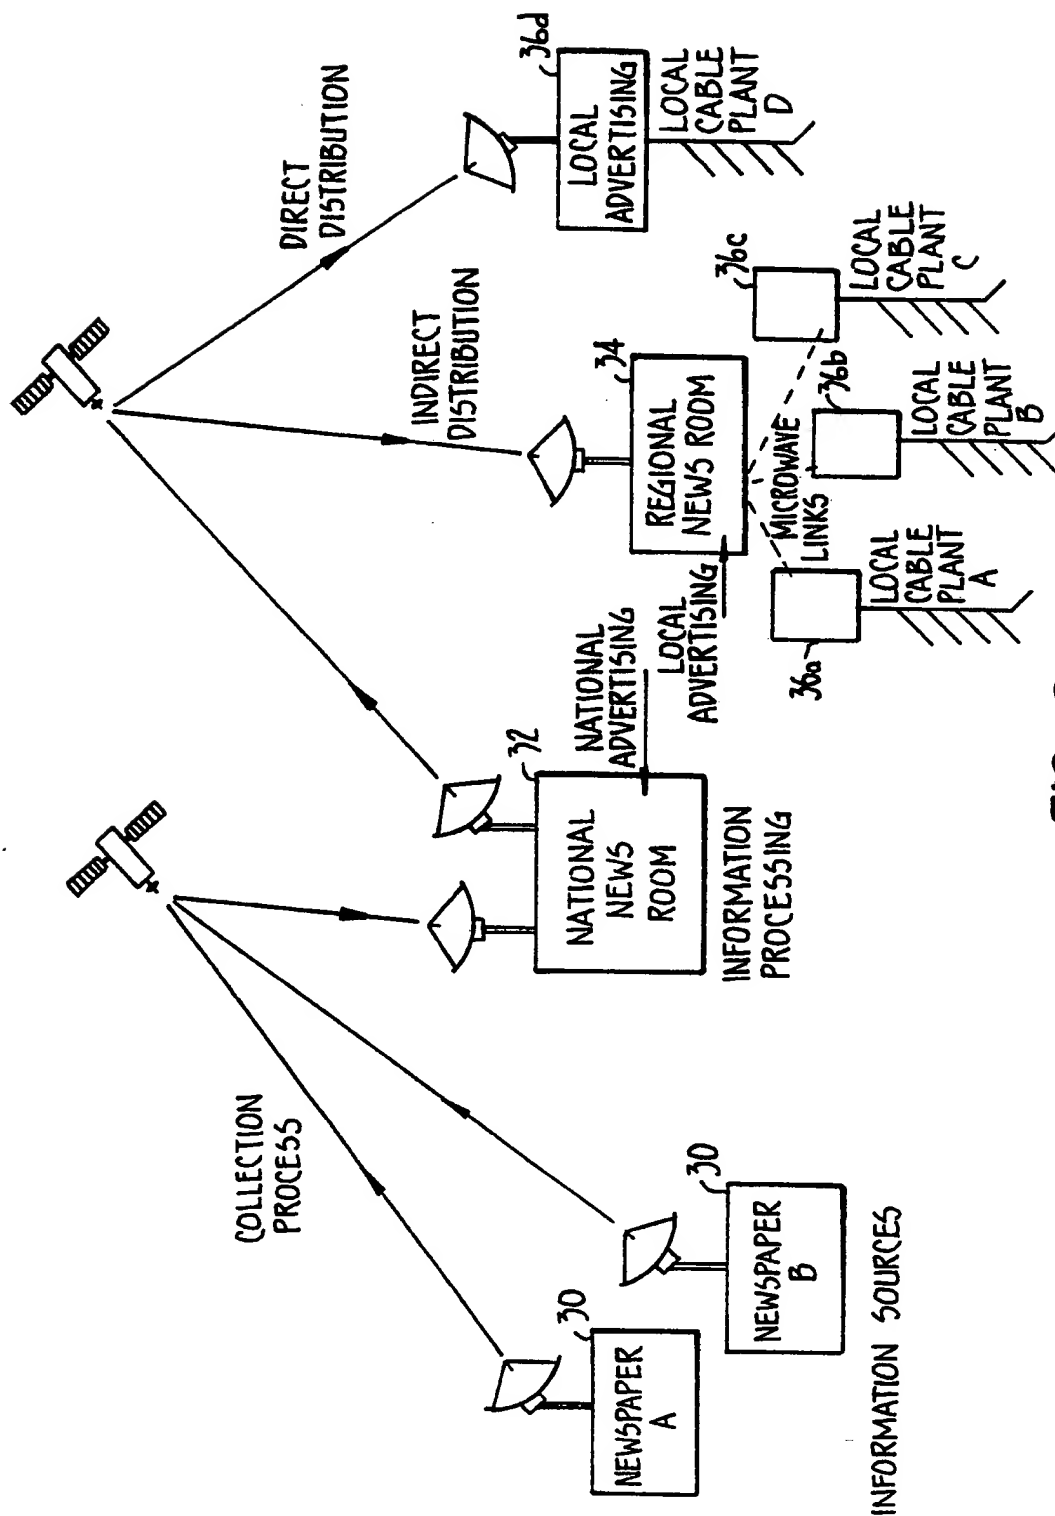 COLLECTION
PROCESS
30
NEWSPAPER
A
30
NEWSPAPER
B
INFORMATION SOURCES
32
NATIONAL
NEWS
ROOM
INFORMATION
PROCESSING
NATIONAL
ADVERTISING
INDIRECT
DISTRIBUTION
DIRECT
DISTRIBUTION
34
REGIONAL
NEWS ROOM
LOCAL
ADVERTISING
MICROWAVE
LINKS
36a
LOCAL
CABLE
PLANT
A
36b
LOCAL
CABLE
PLANT
B
36c
LOCAL
CABLE
PLANT
C
36d
LOCAL
ADVERTISING
LOCAL
CABLE
PLANT
D